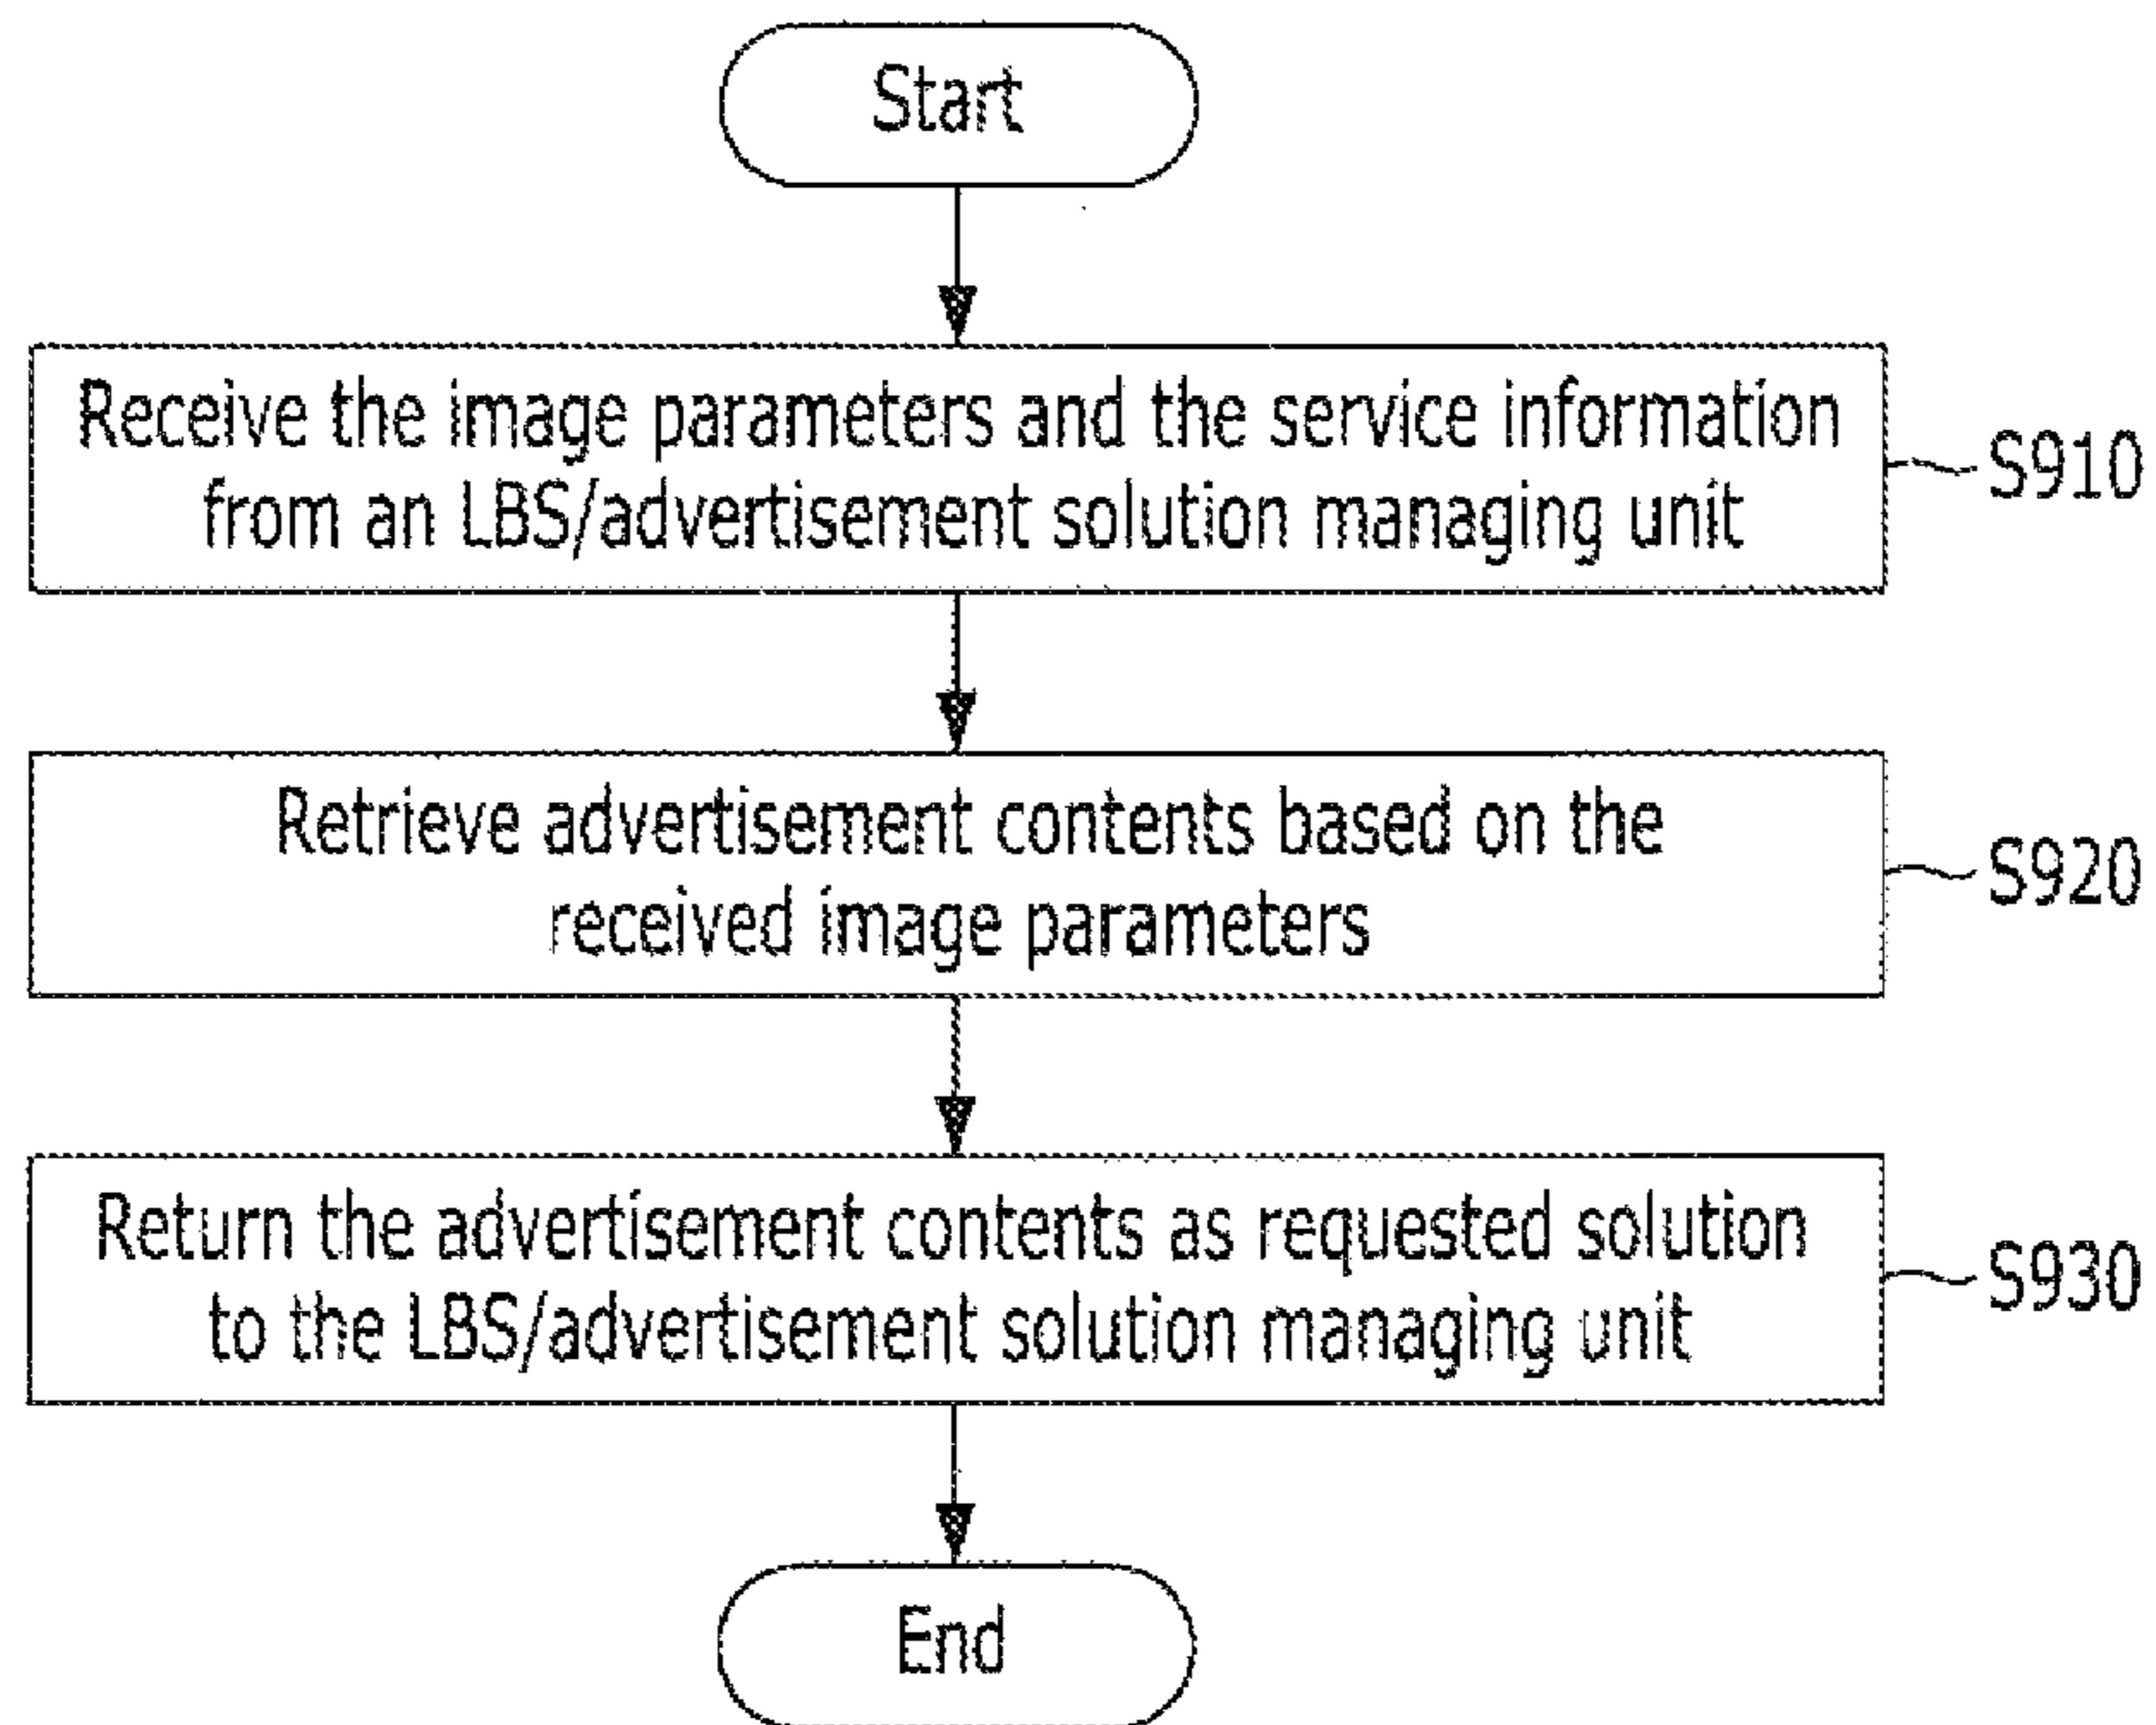 Start
Receive the image parameters and the service information
from an LBS/advertisement solution managing unit
S910
Retrieve advertisement contents based on the
received image parameters
S920
Return the advertisement contents as requested solution
to the LBS/advertisement solution managing unit
S930
End